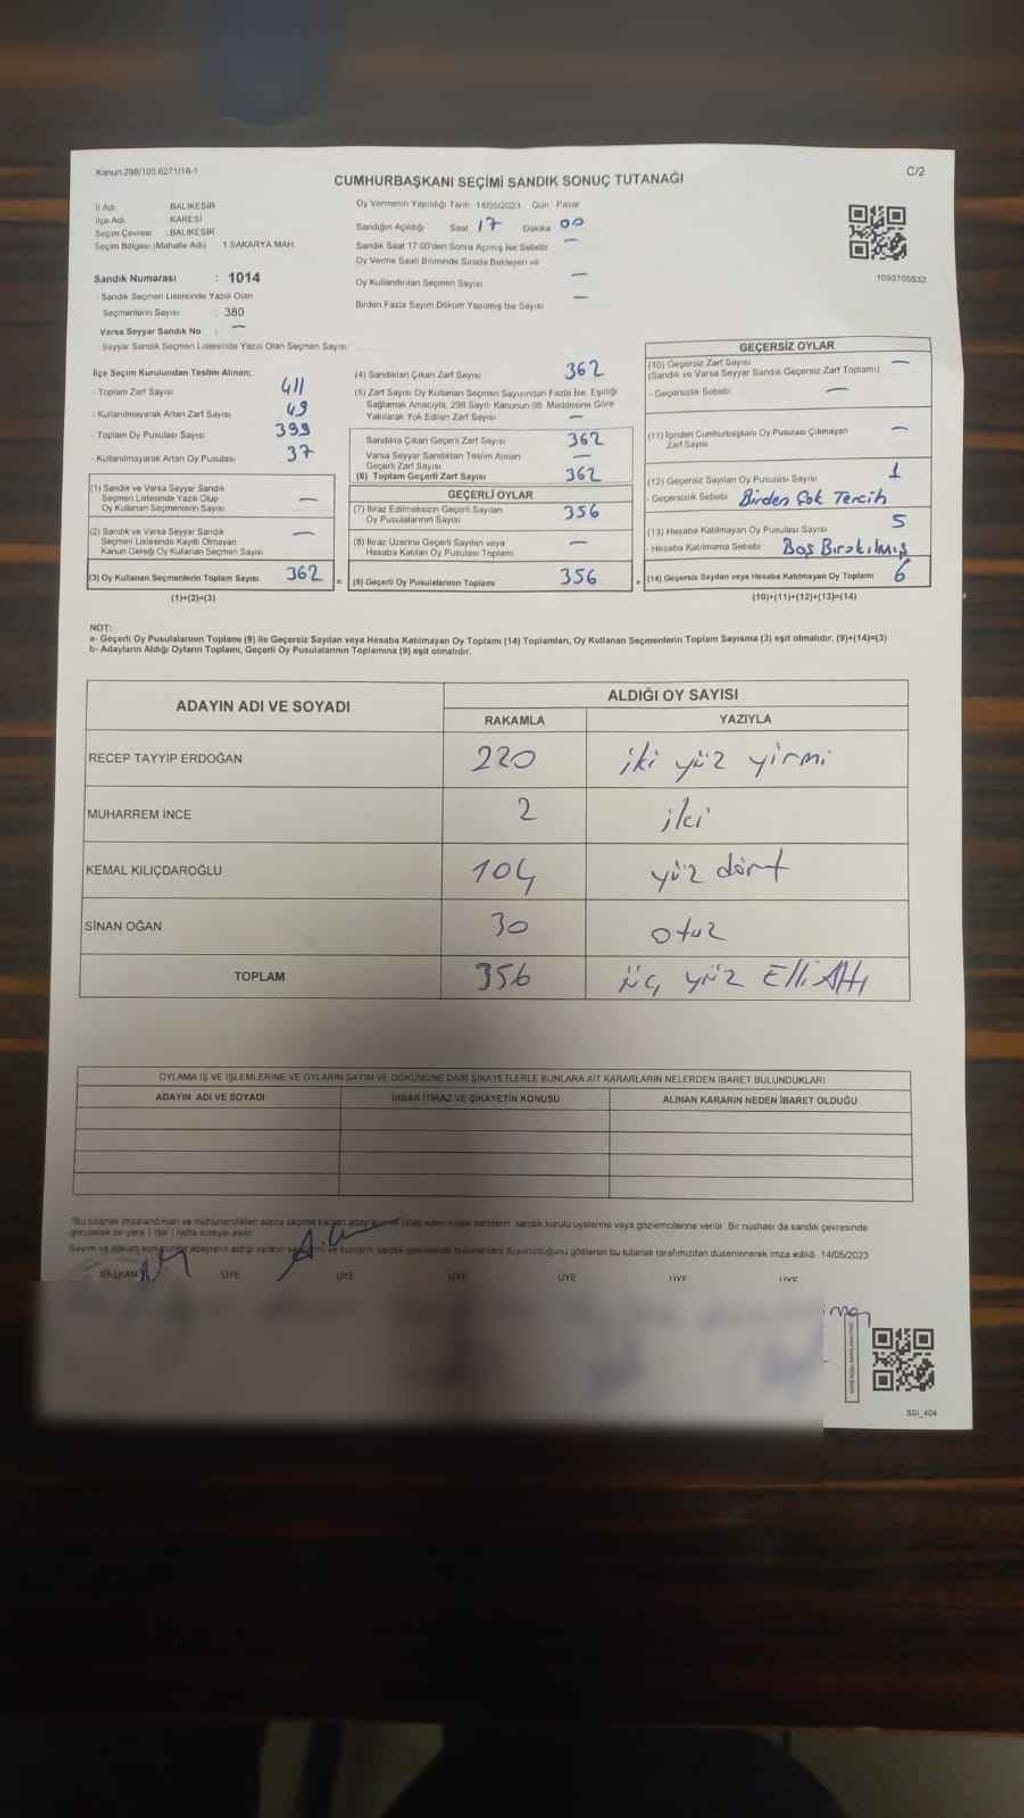 Kanun 298/105.6271/18-1
C/2
CUMHURBAŞKANI SEÇİMİ SANDIK SONUÇ TUTANAĞI
İl Adı BALIKESİR
İlçe Adı KARESİ
Seçim Çevresi : BALIKESİR
Seçim Bölgesi (Mahalle Adı) 1 SAKARYA MAH.
Oy Vermenin Yapıldığı Tarih 14/05/2023 Gün Pazar
Sandığın Açıldığı Saat 17 Dakika 00
Sandık Saat 17.00'den Sonra Açılmış İse Sebebi —
Oy Verme Saati Bitiminde Sırada Bekleyen ve
Oy Kullandırılan Seçmen Sayısı —
Birden Fazla Sayım Döküm Yapılmış İse Sayısı —
1093705532
Sandık Numarası : 1014
- Sandık Seçmen Listesinde Yazılı Olan
Seçmenlerin Sayısı : 380
Varsa Seyyar Sandık No : —
Seyyar Sandık Seçmen Listesinde Yazılı Olan Seçmen Sayısı
İlçe Seçim Kurulundan Teslim Alınan;
- Toplam Zarf Sayısı 411
- Kullanılmayarak Artan Zarf Sayısı 49
- Toplam Oy Pusulası Sayısı 399
- Kullanılmayarak Artan Oy Pusulası 37
(1) Sandık ve Varsa Seyyar Sandık
Seçmen Listesinde Yazılı Olup
Oy Kullanan Seçmenlerin Sayısı —
(2) Sandık ve Varsa Seyyar Sandık
Seçmen Listesinde Kayıtlı Olmayan
Kanun Gereği Oy Kullanan Seçmen Sayısı —
(3) Oy Kullanan Seçmenlerin Toplam Sayısı 362 =
(1)+(2)=(3)
(4) Sandıktan Çıkan Zarf Sayısı 362
(5) Zarf Sayısı Oy Kullanan Seçmen Sayısından Fazla İse, Eşitliği
Sağlamak Amacıyla, 298 Sayılı Kanunun 98. Maddesine Göre
Yakılarak Yok Edilen Zarf Sayısı —
Sandıkta Çıkan Geçerli Zarf Sayısı 362
Varsa Seyyar Sandıktan Teslim Alınan
Geçerli Zarf Sayısı —
(6) Toplam Geçerli Zarf Sayısı 362
GEÇERLİ OYLAR
(7) İtiraz Edilmeksizin Geçerli Sayılan
Oy Pusulalarının Sayısı 356
(8) İtiraz Üzerine Geçerli Sayılan veya
Hesaba Katılan Oy Pusulası Toplamı —
(9) Geçerli Oy Pusulalarının Toplamı 356 +
GEÇERSİZ OYLAR
(10) Geçersiz Zarf Sayısı —
(Sandık ve Varsa Seyyar Sandık Geçersiz Zarf Toplamı)
- Geçersizlik Sebebi —
(11) İçinden Cumhurbaşkanı Oy Pusulası Çıkmayan
Zarf Sayısı —
(12) Geçersiz Sayılan Oy Pusulası Sayısı 1
- Geçersizlik Sebebi Birden Çok Tercih
(13) Hesaba Katılmayan Oy Pusulası Sayısı 5
- Hesaba Katılmama Sebebi Boş Bırakılmış
(14) Geçersiz Sayılan veya Hesaba Katılmayan Oy Toplamı 6
(10)+(11)+(12)+(13)=(14)
NOT:
a- Geçerli Oy Pusulalarının Toplamı (9) ile Geçersiz Sayılan veya Hesaba Katılmayan Oy Toplamı (14) Toplamları, Oy Kullanan Seçmenlerin Toplam Sayısına (3) eşit olmalıdır. (9)+(14)=(3)
b- Adayların Aldığı Oyların Toplamı, Geçerli Oy Pusulalarının Toplamına (9) eşit olmalıdır.
ADAYIN ADI VE SOYADI ALDIĞI OY SAYISI
RAKAMLA YAZIYLA
RECEP TAYYİP ERDOĞAN 220 iki yüz yirmi
MUHARREM İNCE 2 iki
KEMAL KILIÇDAROĞLU 104 yüz dört
SİNAN OĞAN 30 otuz
TOPLAM 356 üç yüz Elli Altı
OYLAMA İŞ VE İŞLEMLERİNE VE OYLARIN SAYIM VE DÖKÜMÜNE DAİR ŞİKAYETLERLE BUNLARA AİT KARARLARIN NELERDEN İBARET BULUNDUKLARI
ADAYIN ADI VE SOYADI İHBAR İTİRAZ VE ŞİKAYETİN KONUSU ALINAN KARARIN NEDEN İBARET OLDUĞU
sandık kurulu üyelerine veya gözlemcilerine verilir. Bir nüshası da sandık çevresinde
gösteren bu tutanak tarafımızdan düzenlenerek imza edildi. 14/05/2023
BAŞKAN ÜYE ÜYE ÜYE ÜYE ÜYE ÜYE
SSI_404